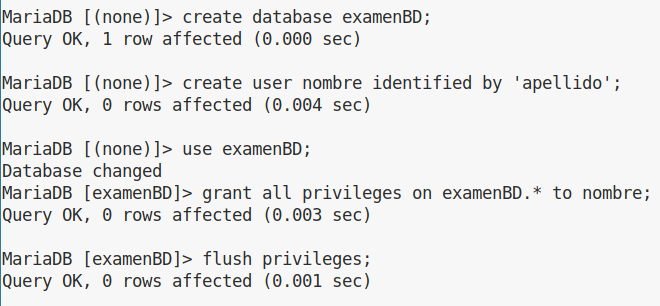 MariaDB [(none)]> create database examenBD;
Query OK, 1 row affected (0.000 sec)
MariaDB [(none)]> create user nombre identified by 'apellido';
Query OK, 0 rows affected (0.004 sec)
MariaDB [(none)]> use examenBD;
Database changed
MariaDB [examenBD]> grant all privileges on examenBD.* to nombre;
Query OK, 0 rows affected (0.003 sec)
MariaDB [examenBD]> flush privileges;
Query OK, 0 rows affected (0.001 sec)